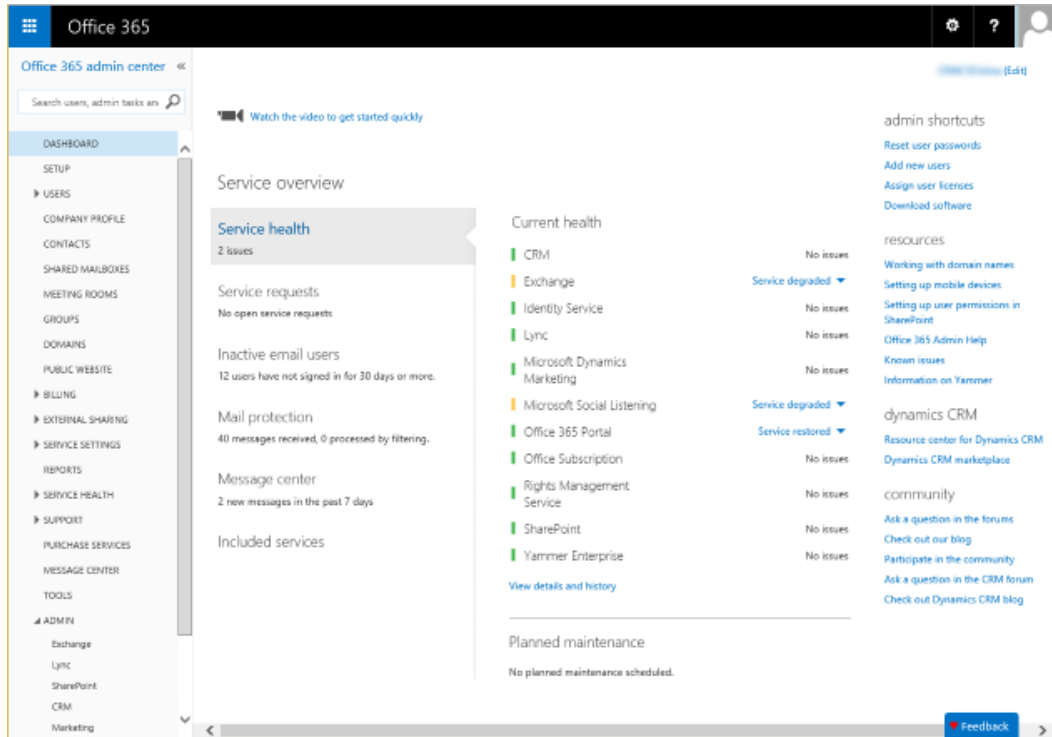 Office 365
?
Office 365 admin center «
Search users, admin tasks an
DASHBOARD
SETUP
USERS
COMPANY PROFILE
CONTACTS
SHARED MAILBOXES
MEETING ROOMS
GROUPS
DOMAINS
PUBLIC WEBSITE
BILLING
EXTERNAL SHARING
SERVICE SETTINGS
REPORTS
SERVICE HEALTH
SUPPORT
PURCHASE SERVICES
MESSAGE CENTER
TOOLS
ADMIN
Exchange
Lync
SharePoint
CRM
Marketing
Watch the video to get started quickly
Service overview
Service health
2 issues
Service requests
No open service requests
Inactive email users
12 users have not signed in for 30 days or more.
Mail protection
40 messages received, 0 processed by filtering.
Message center
2 new messages in the past 7 days
Included services
Current health
CRM No issues
Exchange Service degraded
Identity Service No issues
Lync No issues
Microsoft Dynamics
Marketing No issues
Microsoft Social Listening Service degraded
Office 365 Portal Service restored
Office Subscription No issues
Rights Management
Service No issues
SharePoint No issues
Yammer Enterprise No issues
View details and history
Planned maintenance
No planned maintenance scheduled.
(Edit)
admin shortcuts
Reset user passwords
Add new users
Assign user licenses
Download software
resources
Working with domain names
Setting up mobile devices
Setting up user permissions in
SharePoint
Office 365 Admin Help
Known issues
Information on Yammer
dynamics CRM
Resource center for Dynamics CRM
Dynamics CRM marketplace
community
Ask a question in the forums
Check out our blog
Participate in the community
Ask a question in the CRM forum
Check out Dynamics CRM blog
Feedback